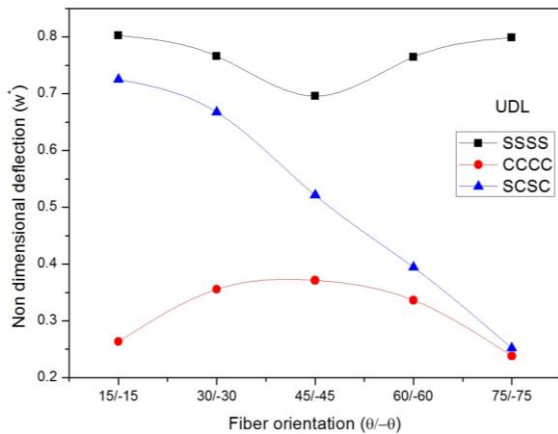 0.8
0.7
0.6
0.5
0.4
0.3
0.2
Non dimensional deflection (w*)
UDL
SSSS
CCCC
SCSC
15/-15
30/-30
45/-45
60/-60
75/-75
Fiber orientation (θ/–θ)